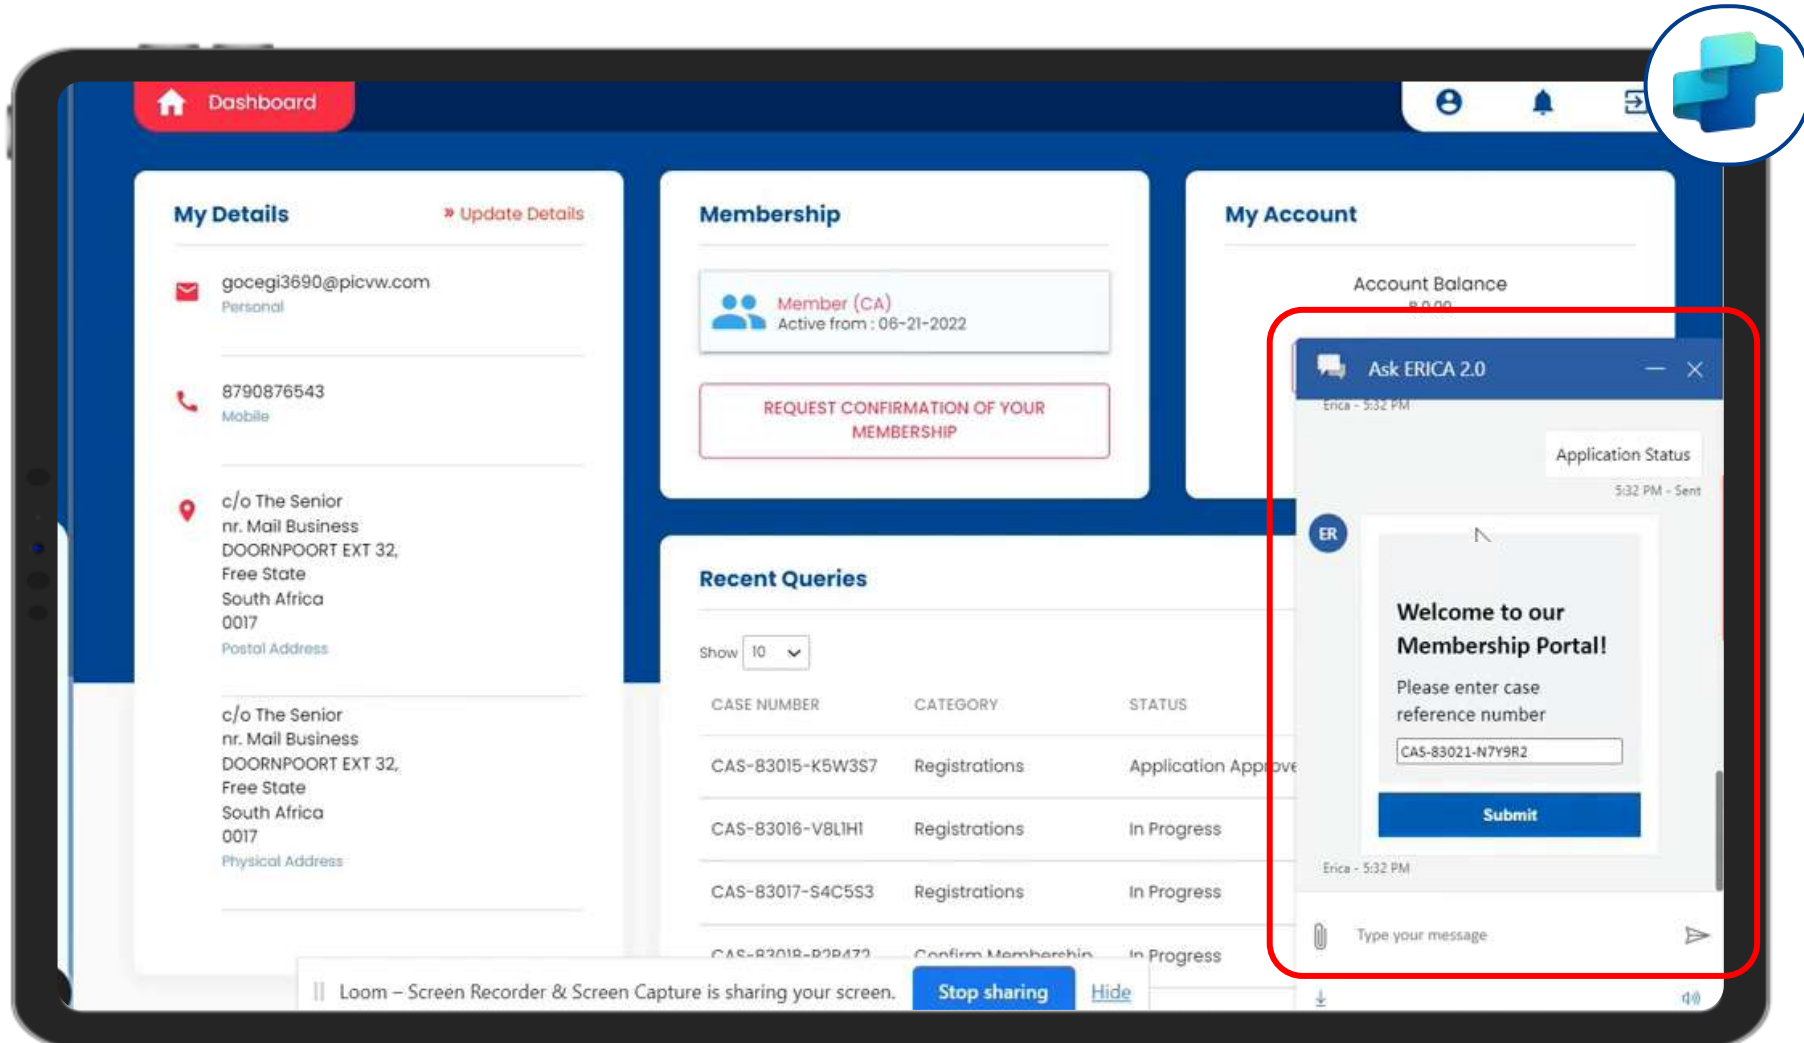 Dashboard
My Details
» Update Details
gocegi3690@picvw.com
Personal
8790876543
Mobile
c/o The Senior
nr. Mail Business
DOORNPOORT EXT 32,
Free State
South Africa
0017
Postal Address
c/o The Senior
nr. Mail Business
DOORNPOORT EXT 32,
Free State
South Africa
0017
Physical Address
Membership
Member (CA)
Active from : 06-21-2022
REQUEST CONFIRMATION OF YOUR
MEMBERSHIP
My Account
Account Balance
Recent Queries
Show 10
CASE NUMBER CATEGORY STATUS
CAS-83015-K5W3S7 Registrations Application Approve
CAS-83016-V8L1H1 Registrations In Progress
CAS-83017-S4C5S3 Registrations In Progress
Confirm Membership In Progress
Ask ERICA 2.0
Erica - 5:32 PM
Application Status
5:32 PM - Sent
ER
Welcome to our
Membership Portal!
Please enter case
reference number
CAS-83021-N7Y9R2
Submit
Erica - 5:32 PM
Type your message
Loom – Screen Recorder & Screen Capture is sharing your screen.
Stop sharing
Hide